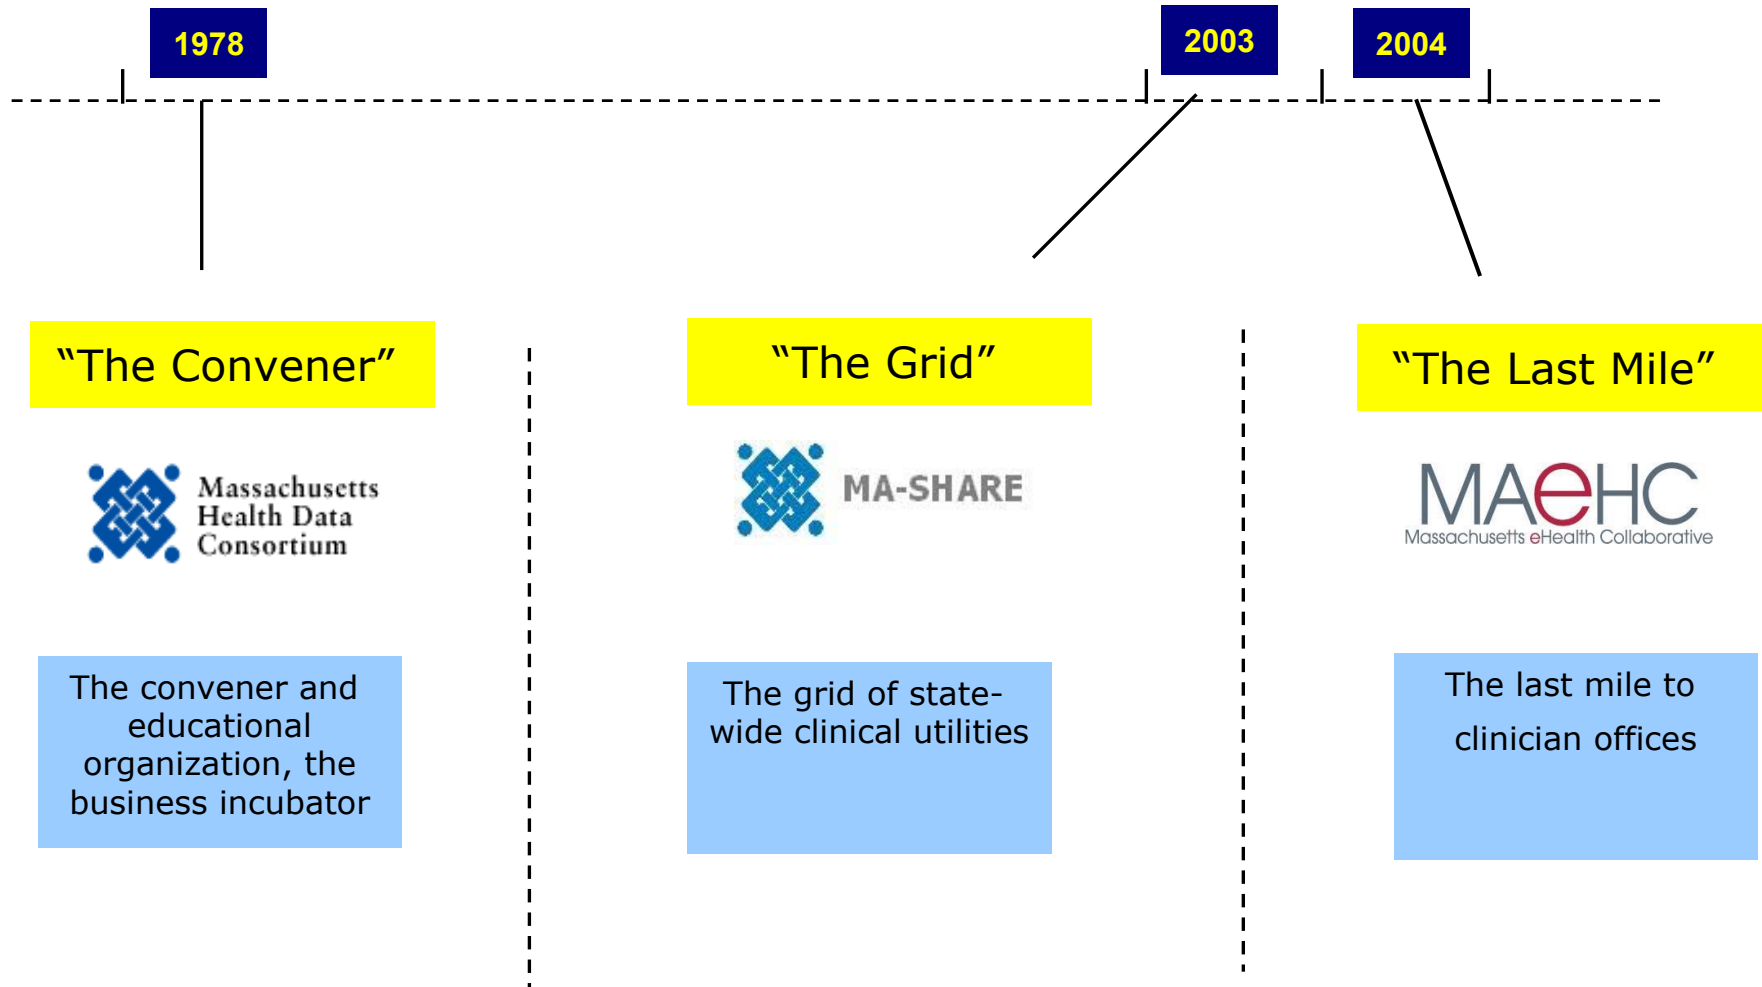 1978
2003
2004
“The Convener”
Massachusetts
Health Data
Consortium
The convener and
educational
organization, the
business incubator
“The Grid”
MA-SHARE
The grid of state-
wide clinical utilities
“The Last Mile”
MAeHC
Massachusetts eHealth Collaborative
The last mile to
clinician offices